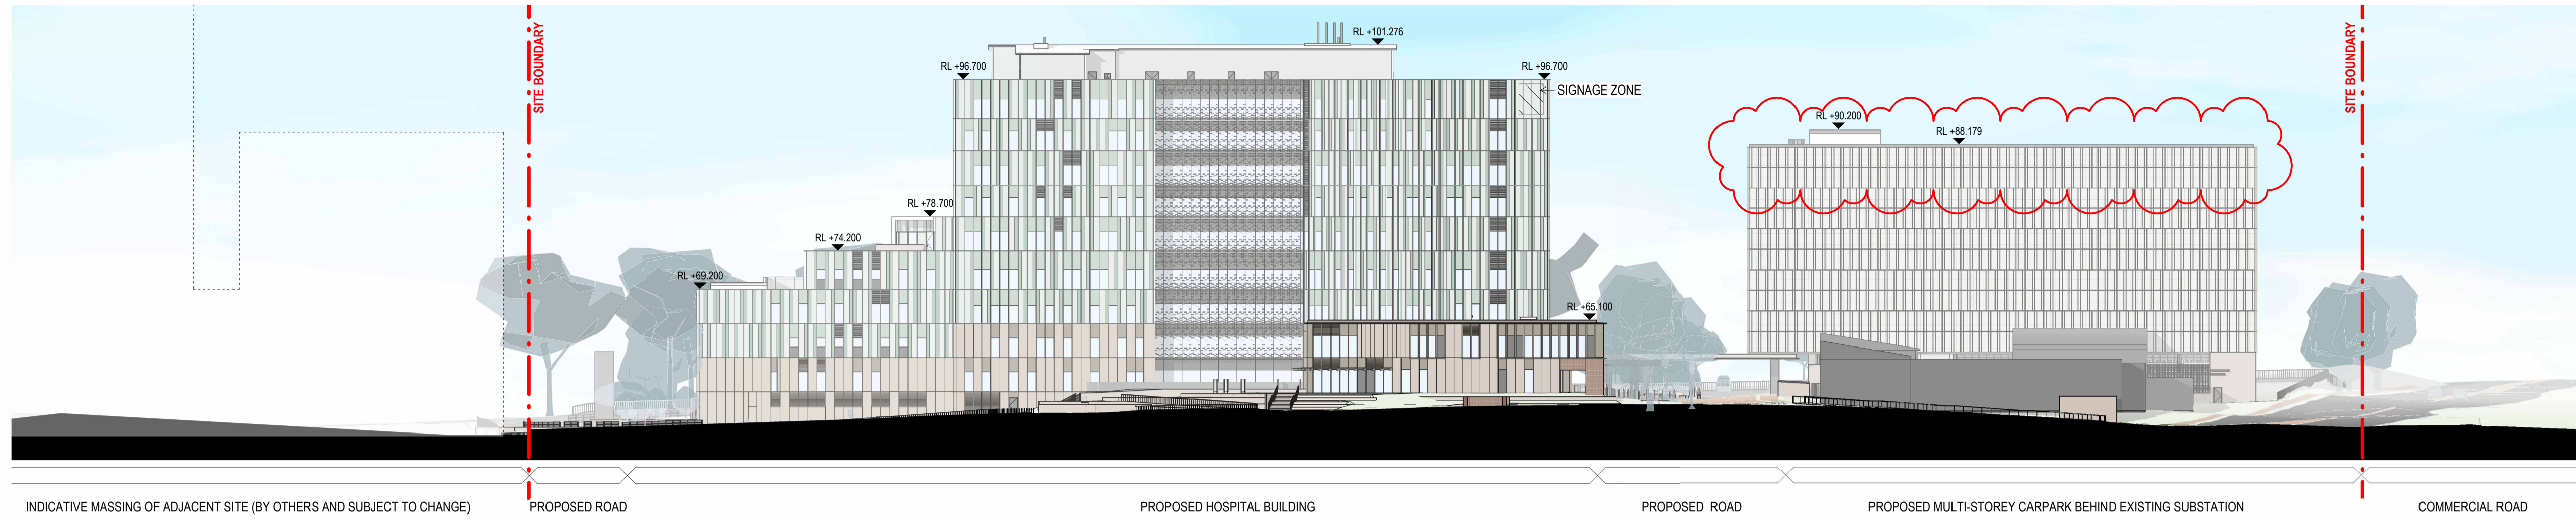 SITE BOUNDARY
RL +101.276
RL +96.700
RL +96.700
SIGNAGE ZONE
SITE BOUNDARY
RL +90.200
RL +88.179
RL +78.700
RL +74.200
RL +69.200
RL +65.100
INDICATIVE MASSING OF ADJACENT SITE (BY OTHERS AND SUBJECT TO CHANGE)
PROPOSED ROAD
PROPOSED HOSPITAL BUILDING
PROPOSED ROAD
PROPOSED MULTI-STOREY CARPARK BEHIND EXISTING SUBSTATION
COMMERCIAL ROAD